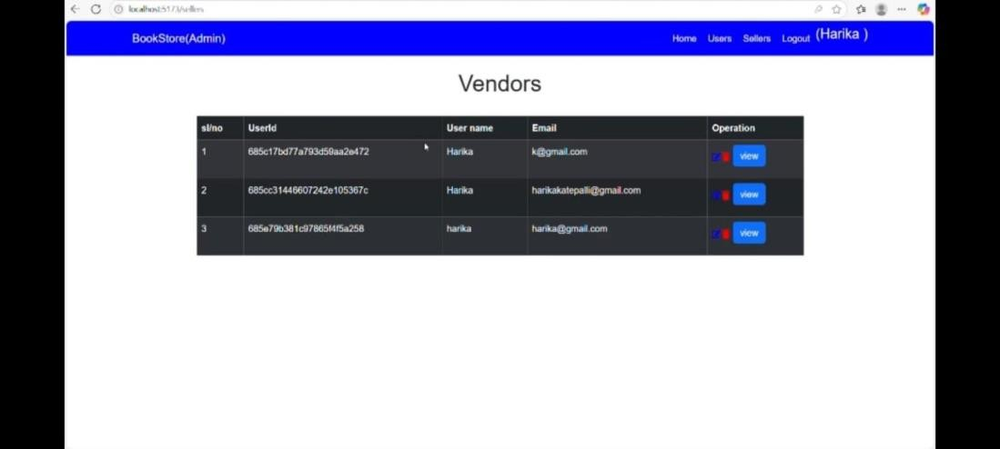 localhost:5173/sellers
BookStore(Admin) Home Users Sellers Logout (Harika )
Vendors
sl/no UserId User name Email Operation
1 685c17bd77a793d59aa2e472 Harika k@gmail.com view
2 685cc31446607242e105367c Harika harikakatepalli@gmail.com view
3 685e79b381c97865f4f5a258 harika harika@gmail.com view